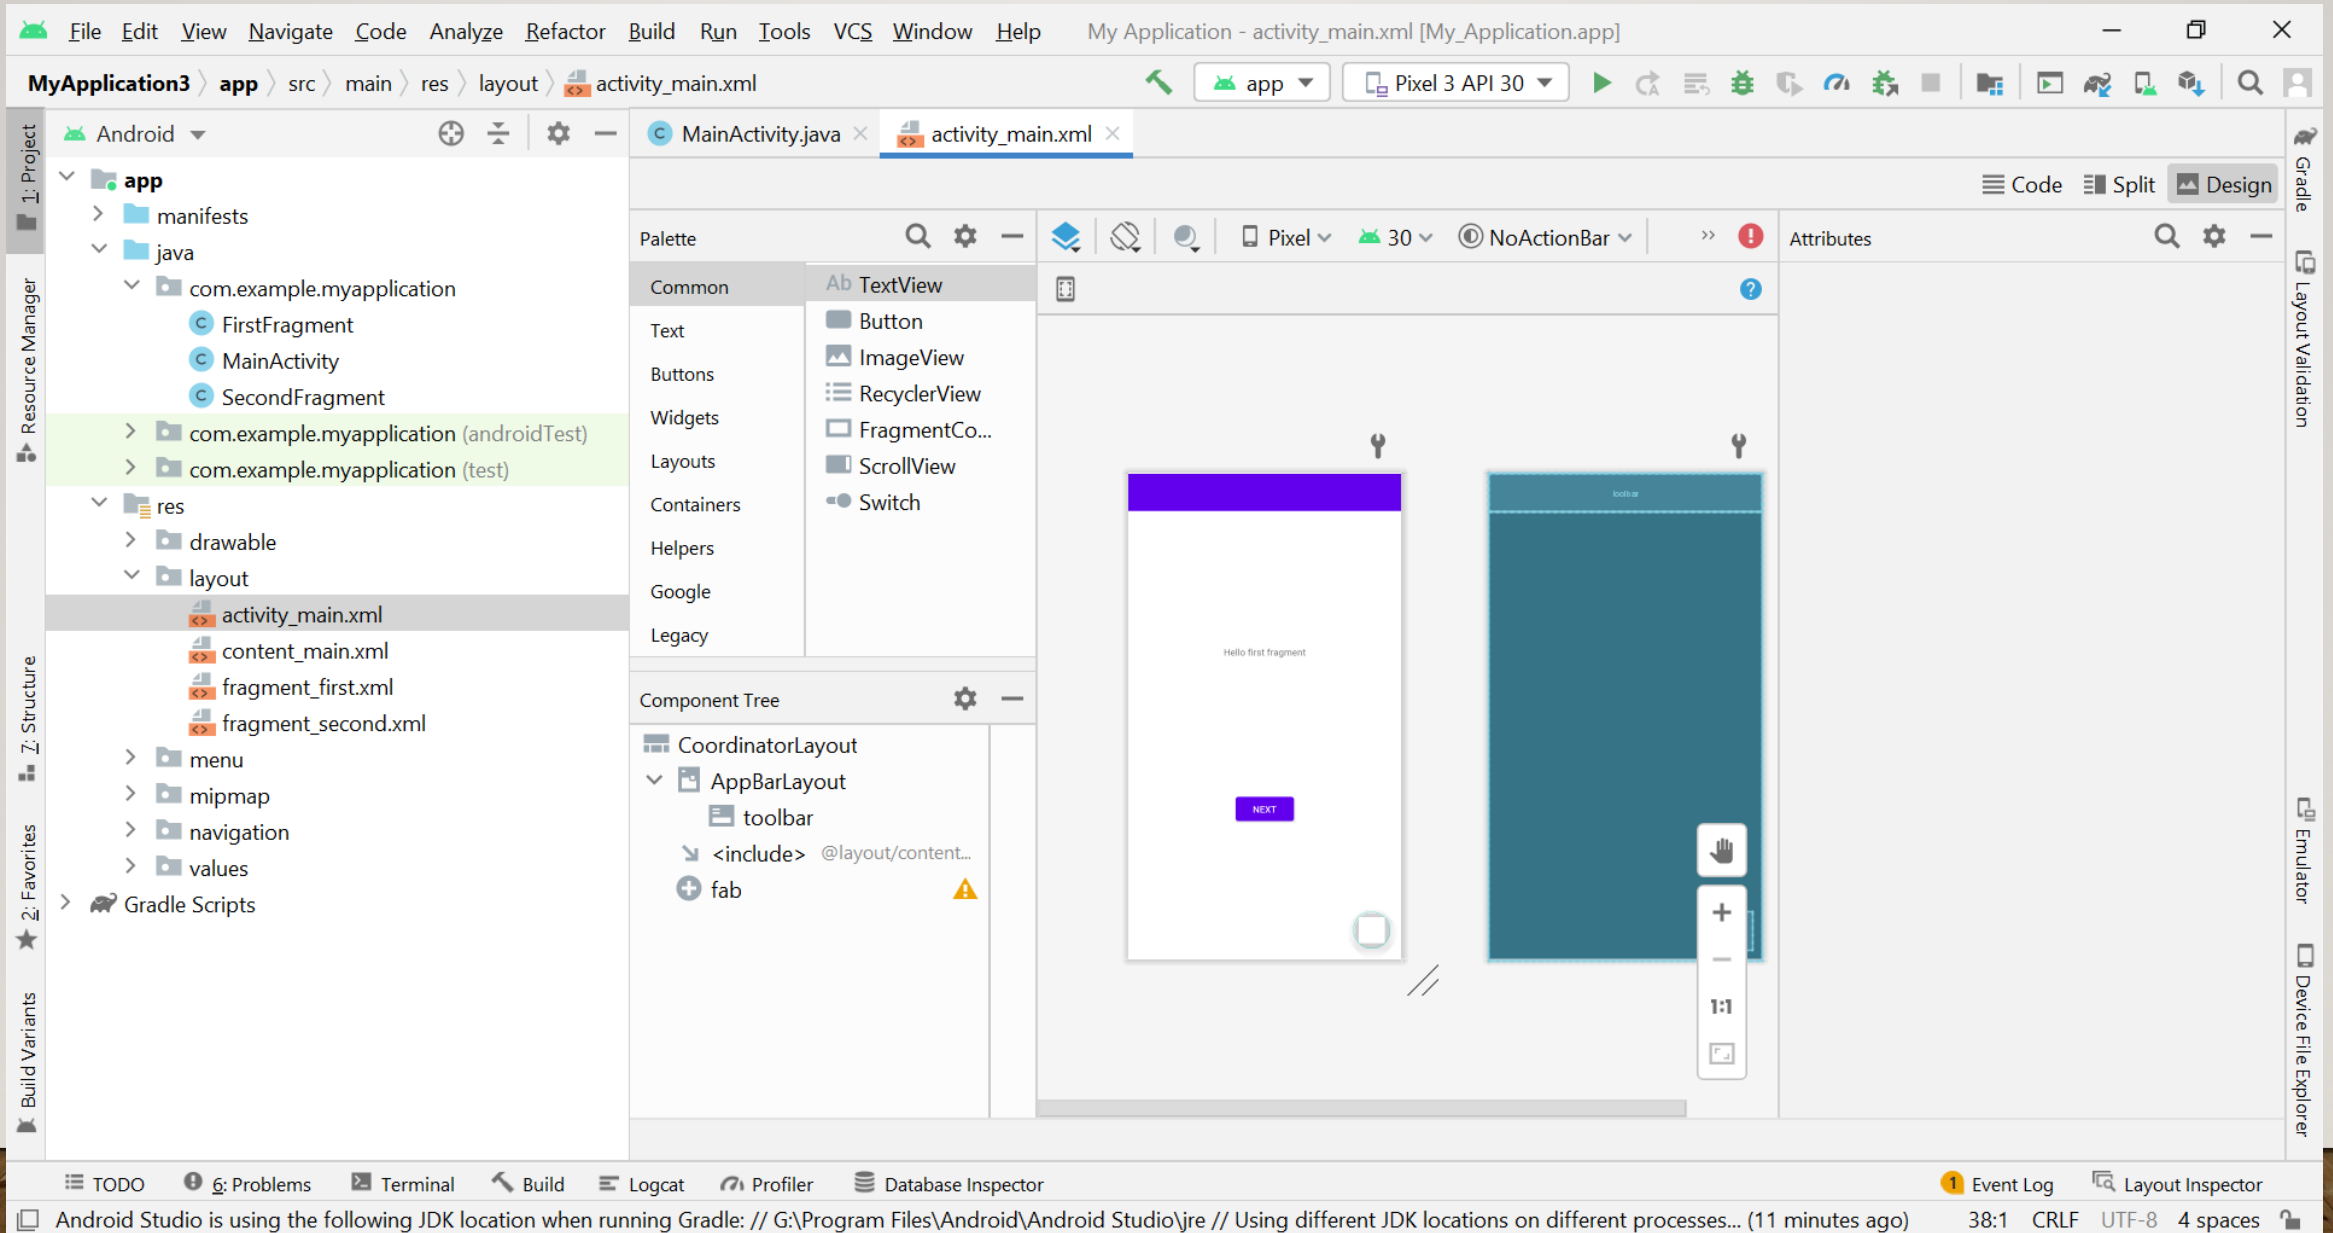 File Edit View Navigate Code Analyze Refactor Build Run Tools VCS Window Help My Application - activity_main.xml [My_Application.app]
MyApplication3 app src main res layout activity_main.xml app Pixel 3 API 30
1: Project
Resource Manager
7: Structure
2: Favorites
Build Variants
Android
app
manifests
java
com.example.myapplication
FirstFragment
MainActivity
SecondFragment
com.example.myapplication (androidTest)
com.example.myapplication (test)
res
drawable
layout
activity_main.xml
content_main.xml
fragment_first.xml
fragment_second.xml
menu
mipmap
navigation
values
Gradle Scripts
MainActivity.java activity_main.xml
Code Split Design
Palette
Common
Text
Buttons
Widgets
Layouts
Containers
Helpers
Google
Legacy
Ab TextView
Button
ImageView
RecyclerView
FragmentCo...
ScrollView
Switch
Component Tree
CoordinatorLayout
AppBarLayout
toolbar
<include> @layout/content...
fab
Pixel 30 NoActionBar
Hello first fragment
NEXT
toolbar
1:1
Attributes
Gradle
Layout Validation
Emulator
Device File Explorer
TODO 6: Problems Terminal Build Logcat Profiler Database Inspector 1 Event Log Layout Inspector
Android Studio is using the following JDK location when running Gradle: // G:\Program Files\Android\Android Studio\jre // Using different JDK locations on different processes... (11 minutes ago) 38:1 CRLF UTF-8 4 spaces